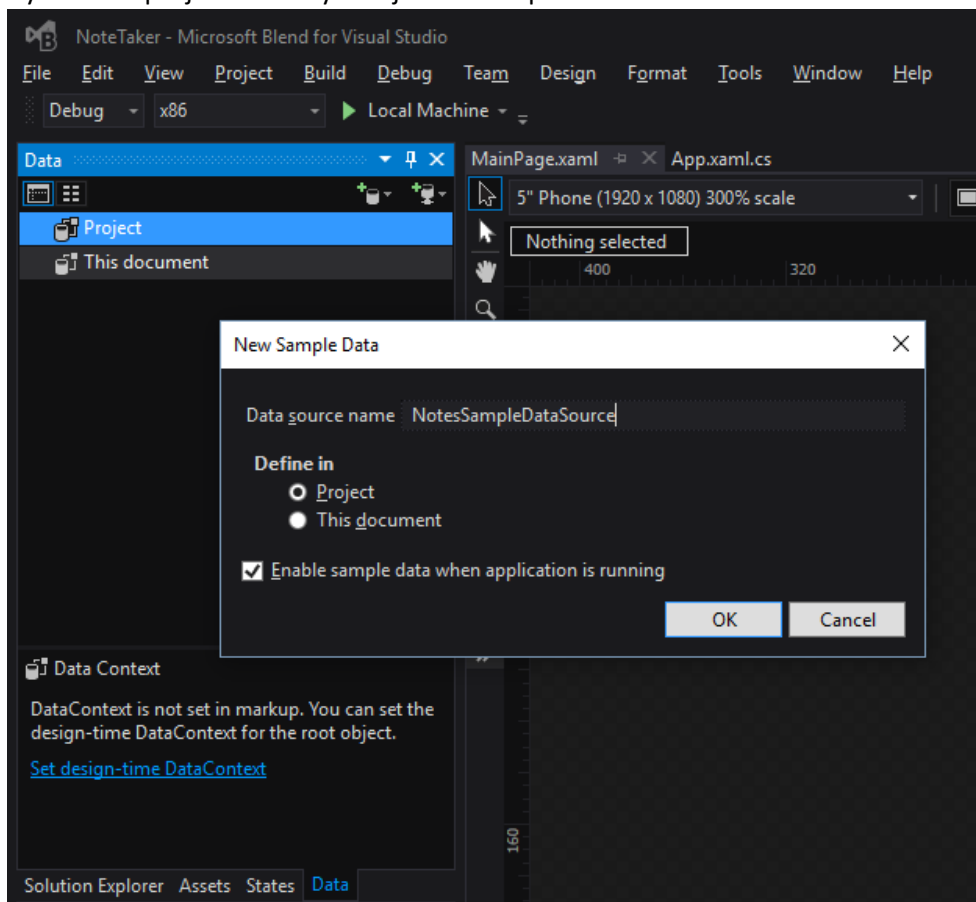 NoteTaker - Microsoft Blend for Visual Studio
File Edit View Project Build Debug Team Design Format Tools Window Help
Debug x86 Local Machine
Data
MainPage.xaml App.xaml.cs
5" Phone (1920 x 1080) 300% scale
Project
Nothing selected
This document
400 320
New Sample Data
Data source name NotesSampleDataSource
Define in
Project
This document
Enable sample data when application is running
OK Cancel
Data Context
DataContext is not set in markup. You can set the
design-time DataContext for the root object.
Set design-time DataContext
160
Solution Explorer Assets States Data